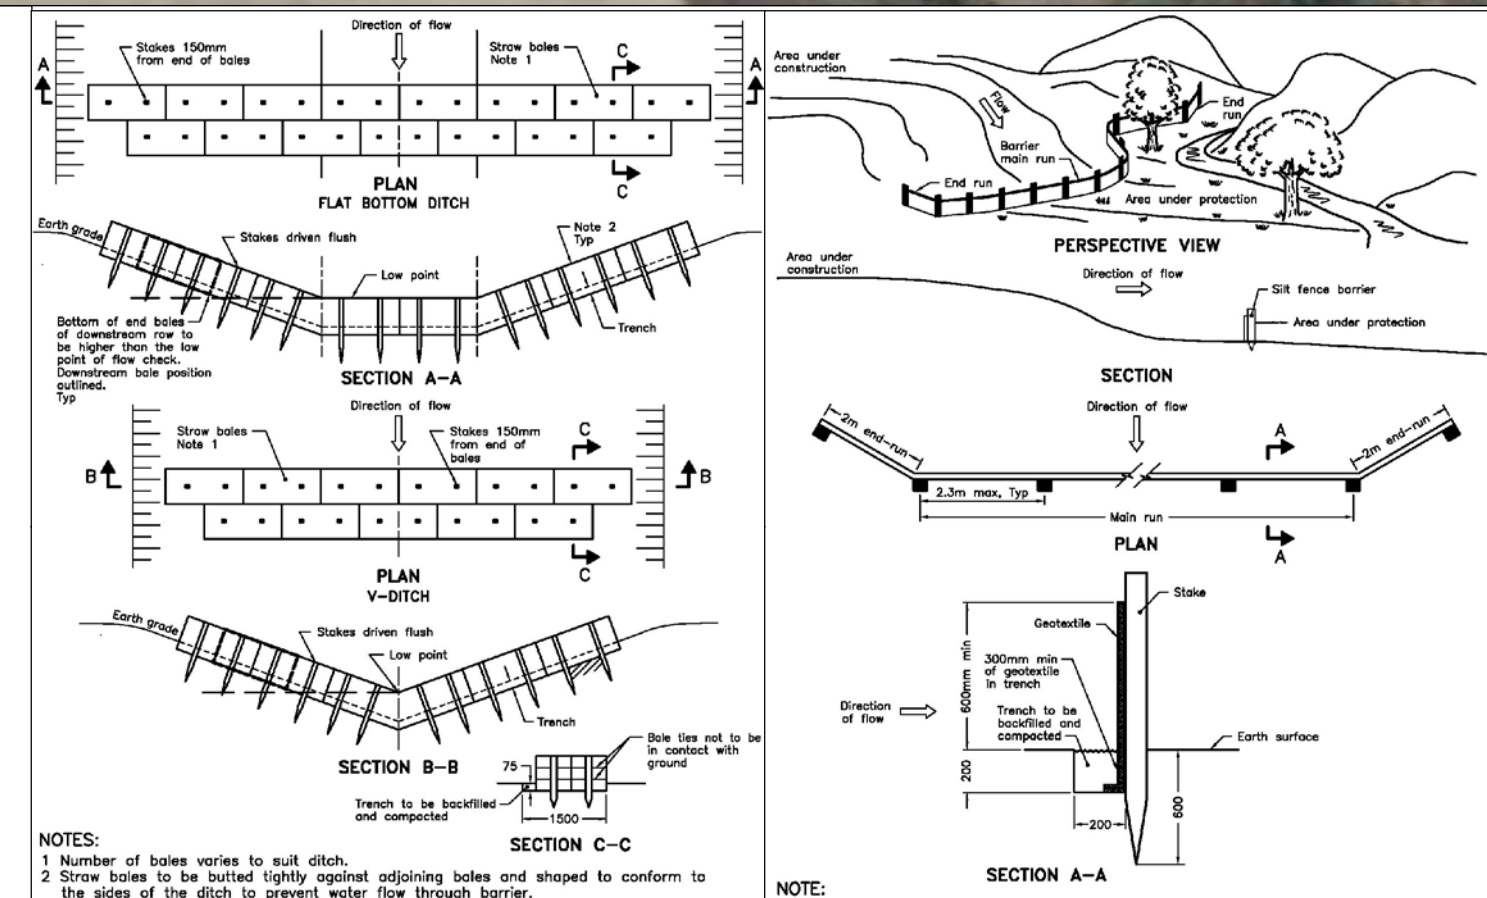 Direction of flow
Stakes 150mm
from end of bales
Straw bales
Note 1
C
A
A
C
PLAN
FLAT BOTTOM DITCH
Earth grade
Stakes driven flush
Note 2
Typ
Low point
Trench
Bottom of end bales
of downstream row to
be higher than the low
point of flow check.
Downstream bale position
outlined.
Typ
SECTION A-A
Direction of flow
Straw bales
Note 1
Stakes 150mm
from end of
bales
C
B
B
C
PLAN
V-DITCH
Earth grade
Stakes driven flush
Low point
Trench
SECTION B-B
Bale ties not to be
in contact with
ground
75
Trench to be backfilled
and compacted
1500
SECTION C-C
NOTES:
1 Number of bales varies to suit ditch.
2 Straw bales to be butted tightly against adjoining bales and shaped to conform to
the sides of the ditch to prevent water flow through barrier.
Area under
construction
Flow
End
run
Barrier
main run
End run
Area under protection
PERSPECTIVE VIEW
Area under
construction
Direction of flow
Silt fence barrier
Area under protection
SECTION
Direction of flow
2m end-run
A
2m end-run
2.3m max, Typ
Main run
PLAN
A
Stake
Geotextile
600mm min
300mm min
of geotextile
in trench
Direction
of flow
Trench to be
backfilled and
compacted
Earth surface
200
600
200
SECTION A-A
NOTE: